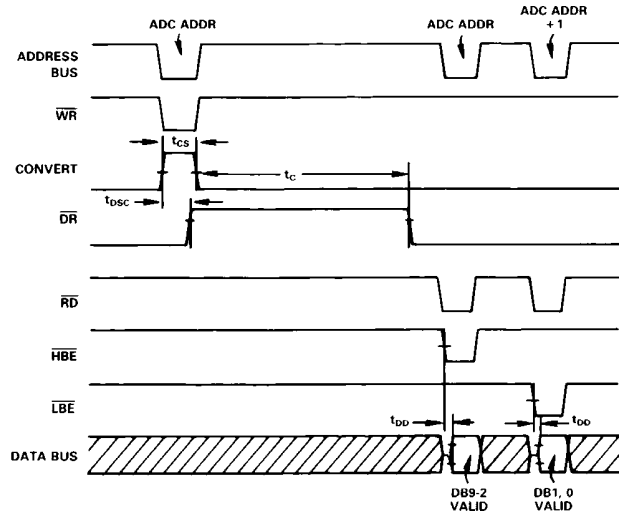 ADC ADDR
ADC ADDR
ADC ADDR
+ 1
ADDRESS
BUS
WR
tCS
CONVERT
tC
tDSC
DR
RD
HBE
LBE
tDD
tDD
DATA BUS
DB9-2
VALID
DB1, 0
VALID